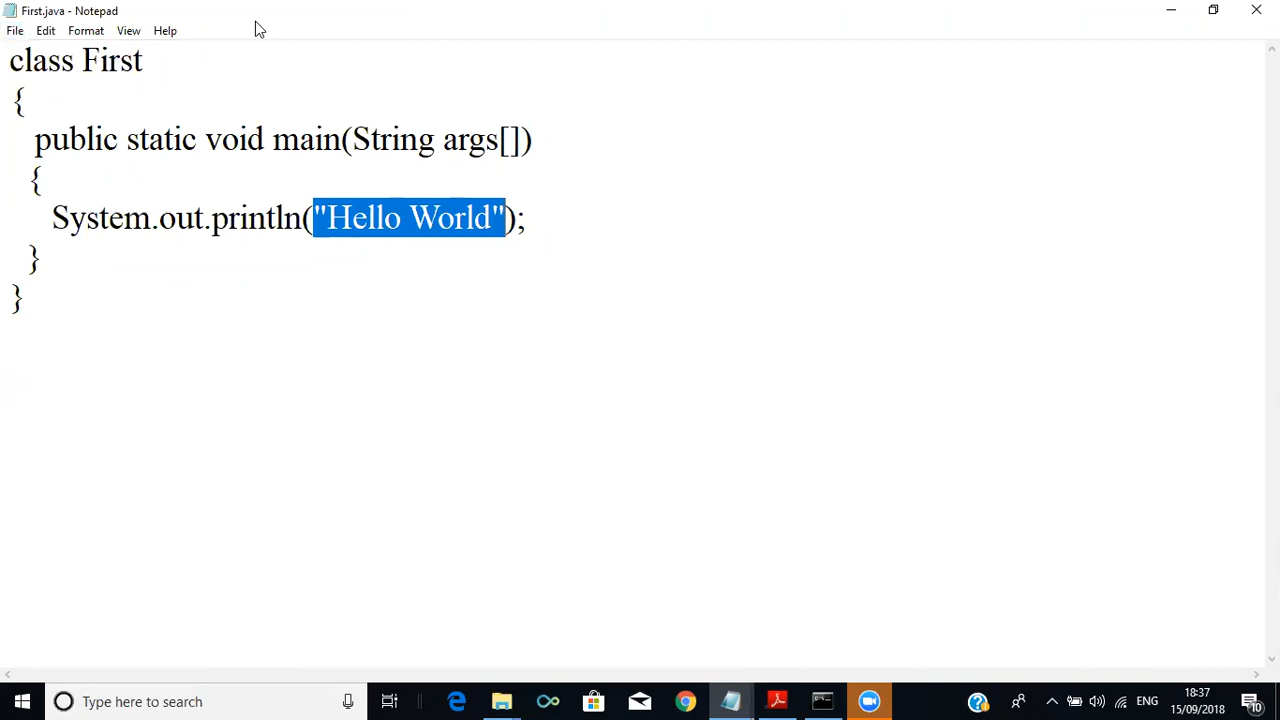 First.java - Notepad
File Edit Format View Help
class First
{
public static void main(String args[])
{
System.out.println("Hello World");
}
}
Type here to search
ENG
18:37
15/09/2018
10